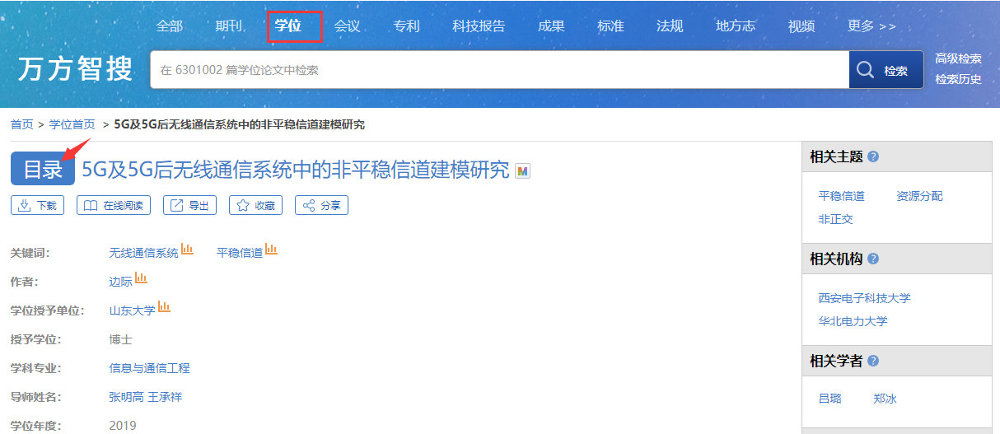 全部 期刊 学位 会议 专利 科技报告 成果 标准 法规 地方志 视频 更多 >>
万方智搜 在 6301002 篇学位论文中检索 检索 高级检索
检索历史
首页 > 学位首页 > 5G及5G后无线通信系统中的非平稳信道建模研究
目录 5G及5G后无线通信系统中的非平稳信道建模研究 M
下载 在线阅读 导出 收藏 分享
关键词： 无线通信系统 平稳信道
作者： 边际
学位授予单位： 山东大学
授予学位： 博士
学科专业： 信息与通信工程
导师姓名： 张明高 王承祥
学位年度： 2019
相关主题 ?
平稳信道 资源分配
非正交
相关机构 ?
西安电子科技大学
华北电力大学
相关学者 ?
吕璐 郑冰